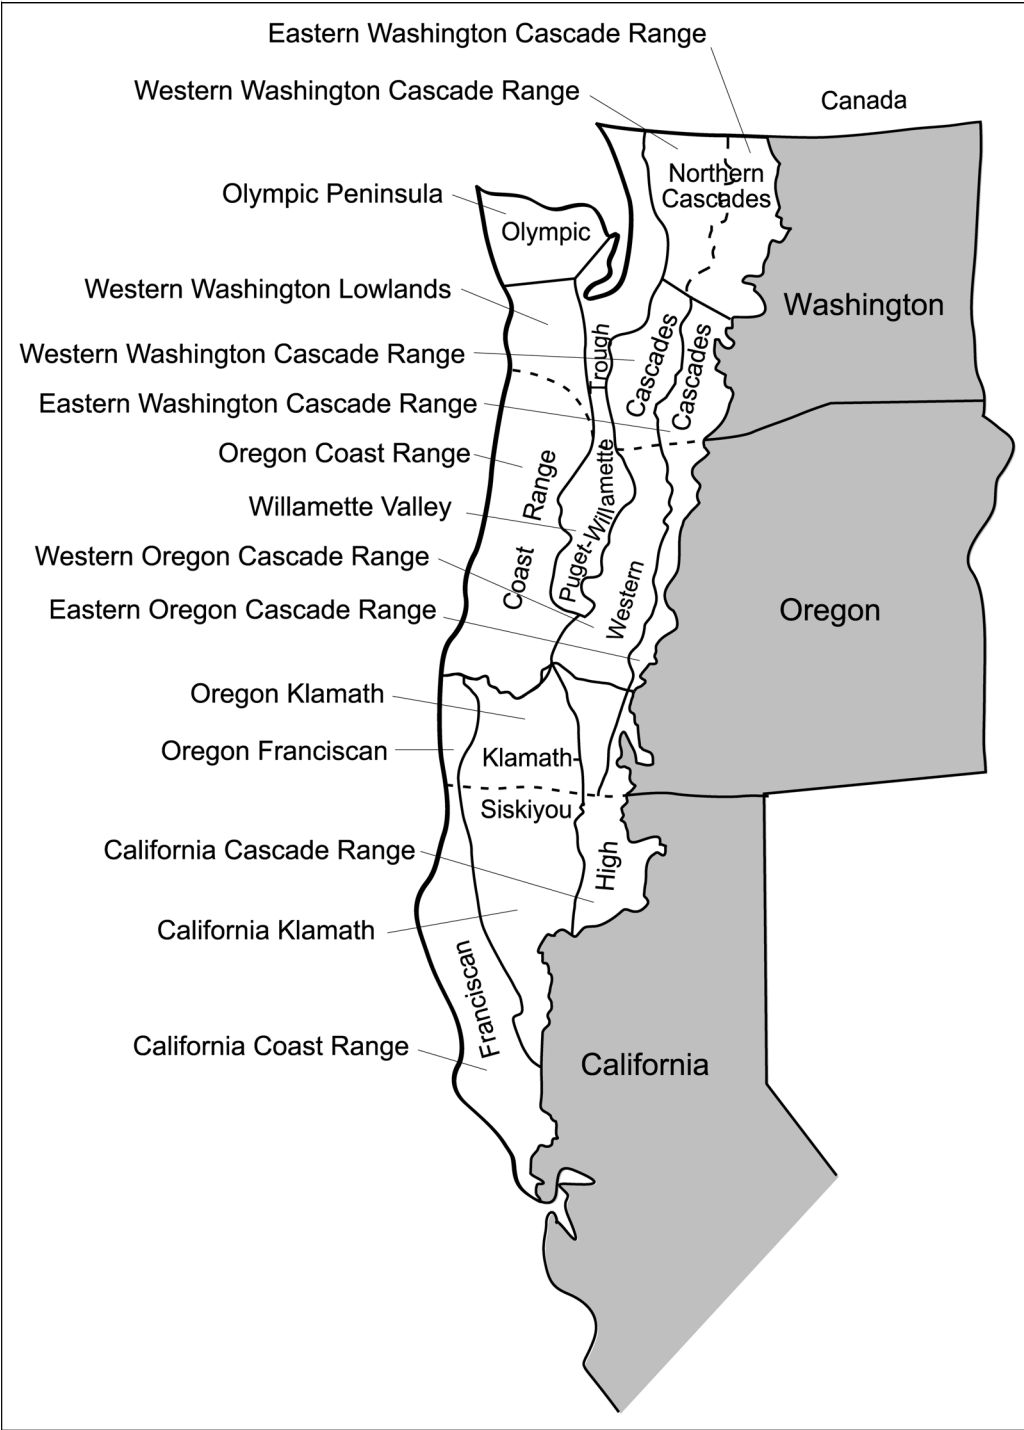 Eastern Washington Cascade Range
Western Washington Cascade Range
Canada
Northern
Cascades
Olympic Peninsula
Olympic
Western Washington Lowlands
Washington
Trough
Western Washington Cascade Range
Cascades
Cascades
Eastern Washington Cascade Range
Oregon Coast Range
Range
Willamette Valley
Puget-Willamette
Western Oregon Cascade Range
Coast
Western
Eastern Oregon Cascade Range
Oregon
Oregon Klamath
Oregon Franciscan
Klamath-
Siskiyou
California Cascade Range
High
California Klamath
Franciscan
California Coast Range
California